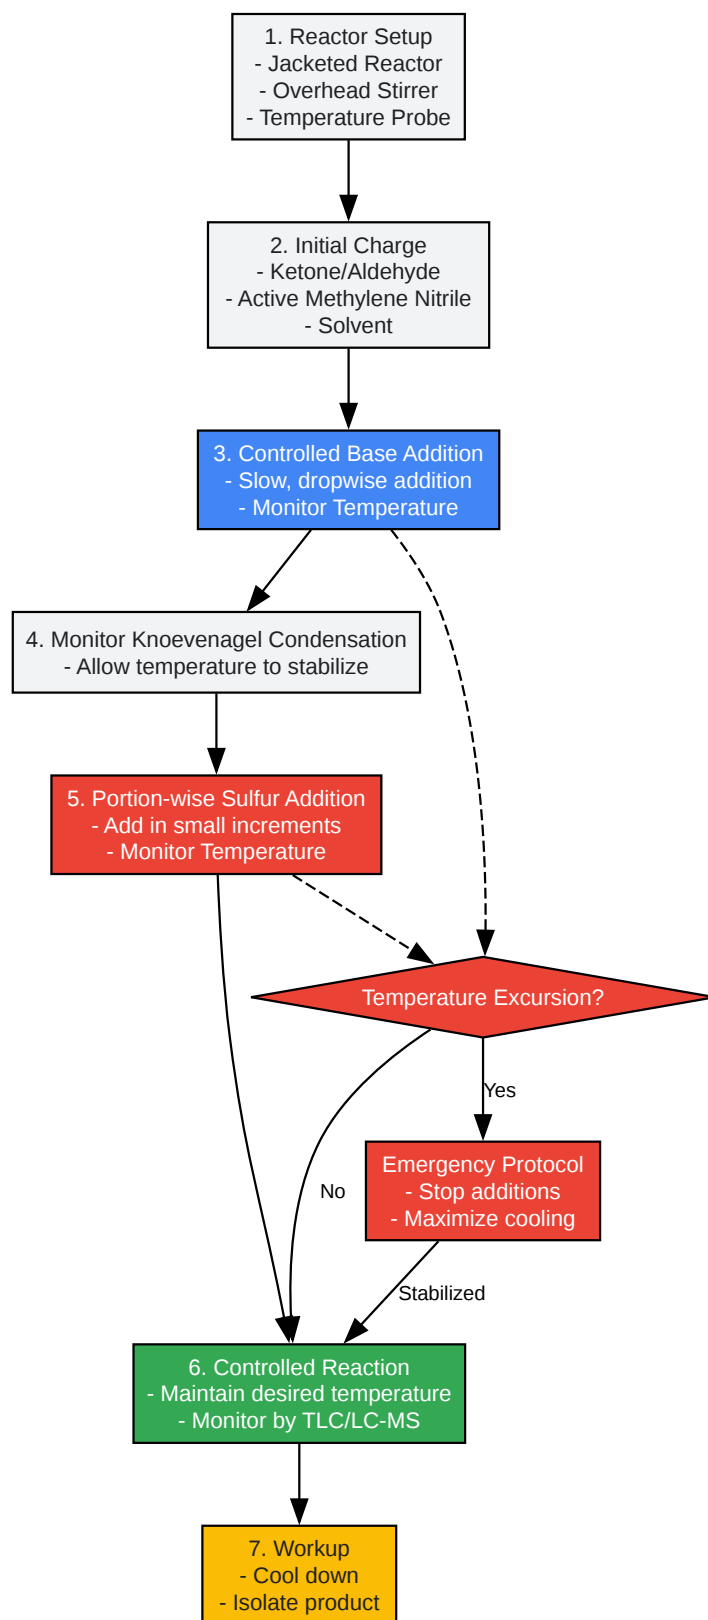 1. Reactor Setup
- Jacketed Reactor
- Overhead Stirrer
- Temperature Probe
2. Initial Charge
- Ketone/Aldehyde
- Active Methylene Nitrile
- Solvent
3. Controlled Base Addition
- Slow, dropwise addition
- Monitor Temperature
4. Monitor Knoevenagel Condensation
- Allow temperature to stabilize
5. Portion-wise Sulfur Addition
- Add in small increments
- Monitor Temperature
Temperature Excursion?
Yes
Emergency Protocol
- Stop additions
- Maximize cooling
No
Stabilized
6. Controlled Reaction
- Maintain desired temperature
- Monitor by TLC/LC-MS
7. Workup
- Cool down
- Isolate product